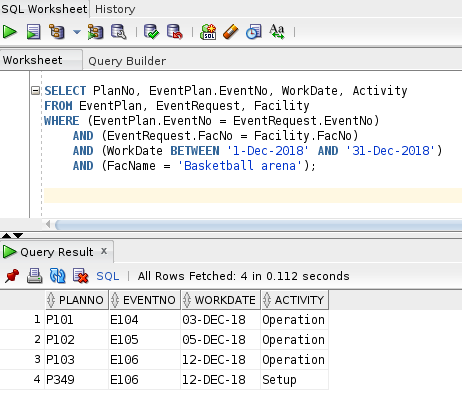 SQL Worksheet History
Worksheet Query Builder
SELECT PlanNo, EventPlan.EventNo, WorkDate, Activity
FROM EventPlan, EventRequest, Facility
WHERE (EventPlan.EventNo = EventRequest.EventNo)
AND (EventRequest.FacNo = Facility.FacNo)
AND (WorkDate BETWEEN '1-Dec-2018' AND '31-Dec-2018')
AND (FacName = 'Basketball arena');
Query Result x
SQL | All Rows Fetched: 4 in 0.112 seconds
PLANNO EVENTNO WORKDATE ACTIVITY
1 P101 E104 03-DEC-18 Operation
2 P102 E105 05-DEC-18 Operation
3 P103 E106 12-DEC-18 Operation
4 P349 E106 12-DEC-18 Setup